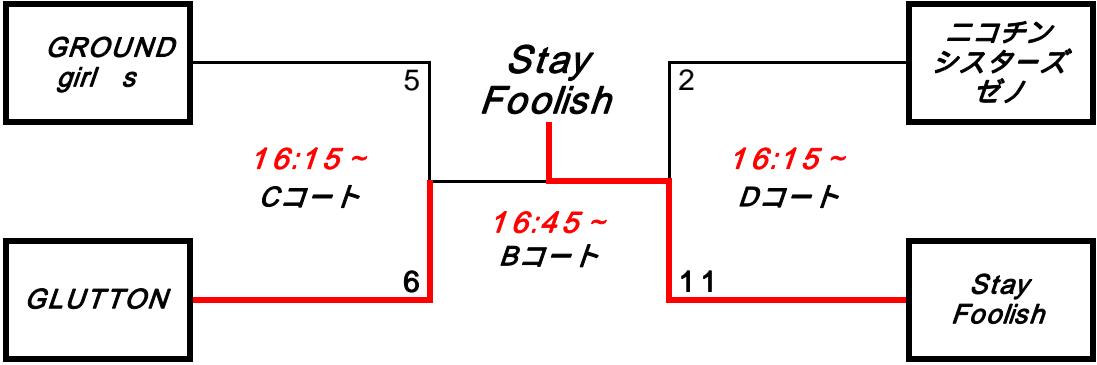 GROUND
girl　s
5
Stay
Foolish
2
ニコチン
シスターズ
ゼノ
16:15～
Cコート
16:15～
Dコート
16:45～
Bコート
GLUTTON
6
11
Stay
Foolish